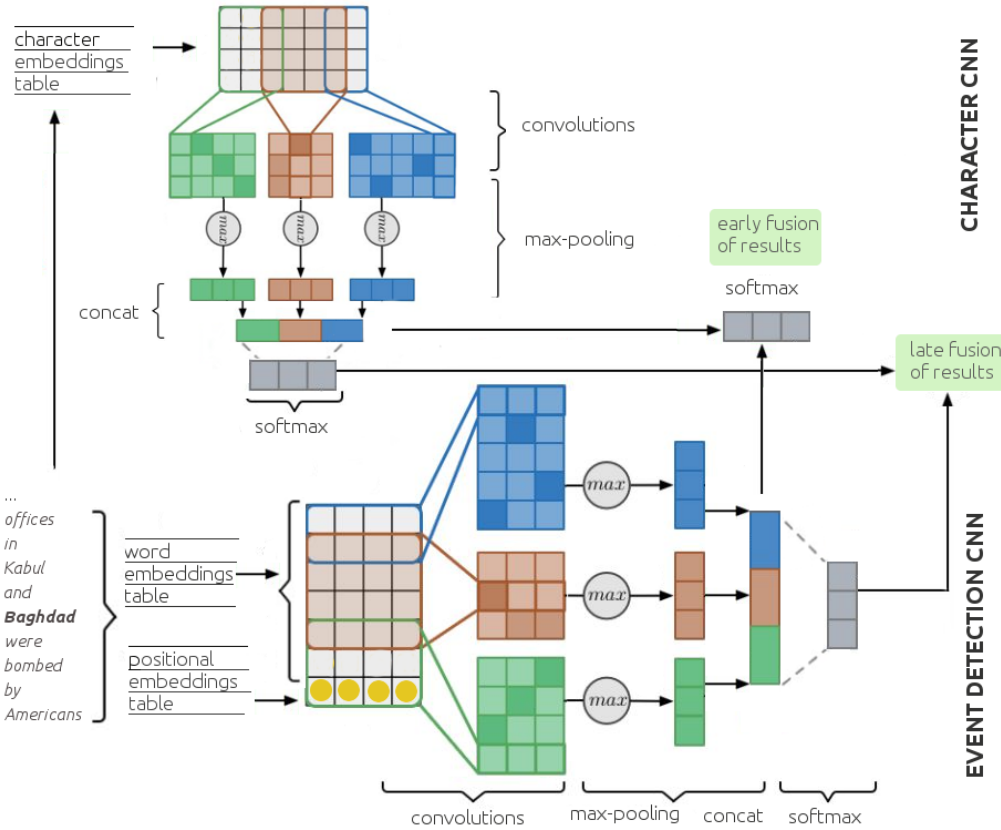 character
embeddings
table
convolutions
max
max
max
max-pooling
concat
softmax
CHARACTER CNN
early fusion
of results
softmax
late fusion
of results
...
offices
in
Kabul
and
Baghdad
were
bombed
by
Americans
word
embeddings
table
positional
embeddings
table
max
max
max
EVENT DETECTION CNN
convolutions
max-pooling
concat
softmax